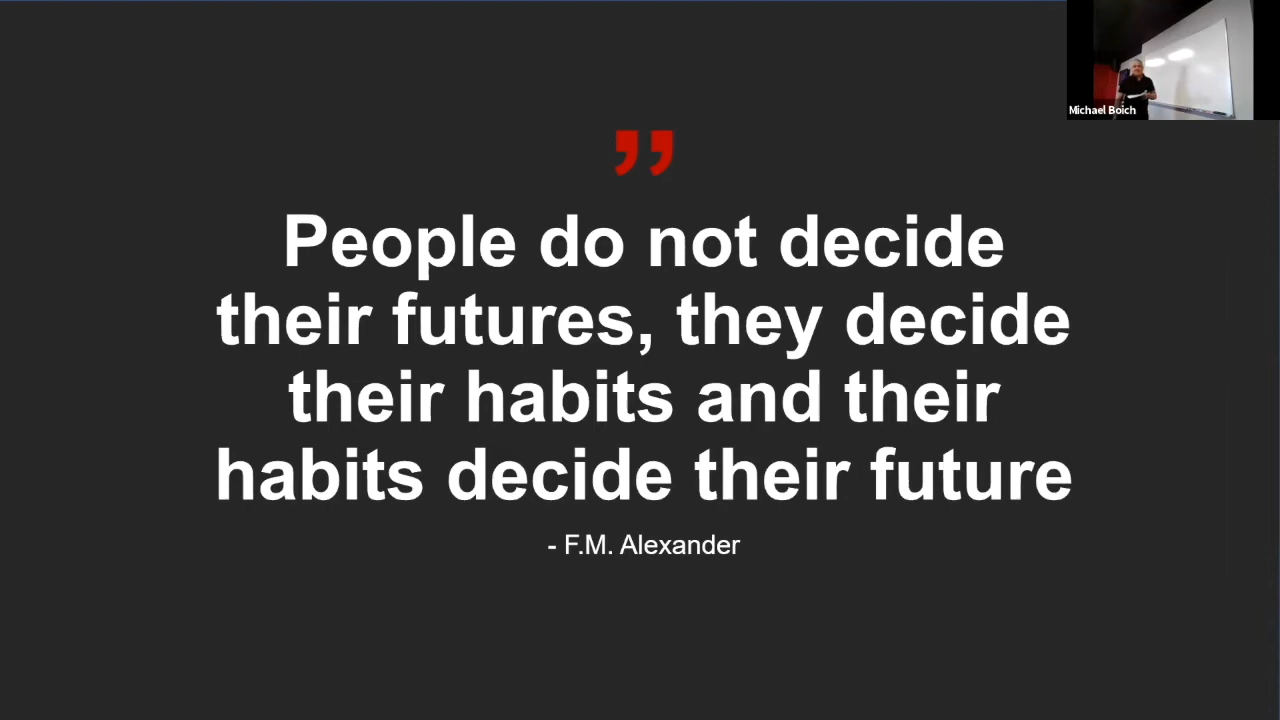 Michael Boich
”
People do not decide
their futures, they decide
their habits and their
habits decide their future
- F.M. Alexander